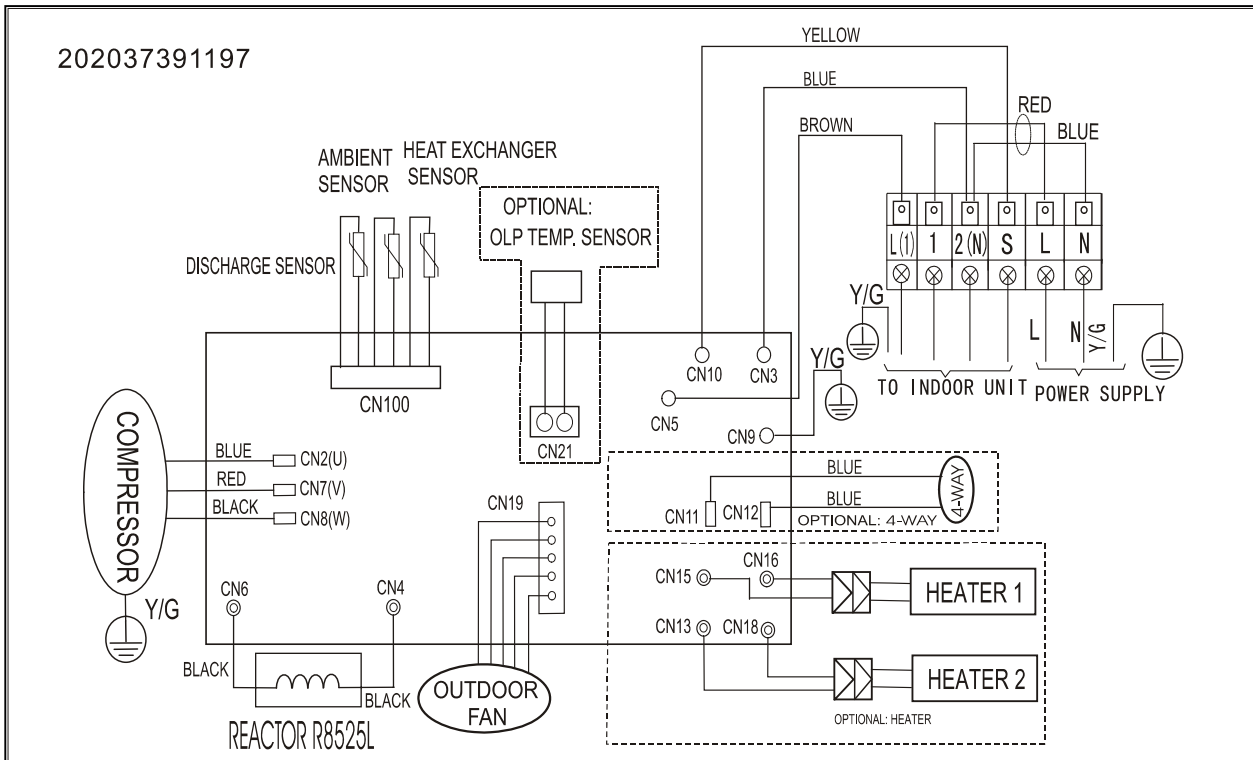 202037391197
YELLOW
BLUE
BROWN
RED
BLUE
AMBIENT
SENSOR
HEAT EXCHANGER
SENSOR
DISCHARGE SENSOR
OPTIONAL:
OLP TEMP. SENSOR
L(1) 1 2(N) S L N
Y/G
L N Y/G
TO INDOOR UNIT
POWER SUPPLY
CN100
CN21
CN10
CN3
Y/G
CN5
CN9
COMPRESSOR
BLUE
CN2(U)
RED
CN7(V)
BLACK
CN8(W)
Y/G
CN19
BLUE
BLUE
CN11
CN12
4-WAY
OPTIONAL: 4-WAY
CN6
CN4
BLACK
BLACK
REACTOR R8525L
OUTDOOR
FAN
CN15
CN16
HEATER 1
CN13
CN18
HEATER 2
OPTIONAL: HEATER